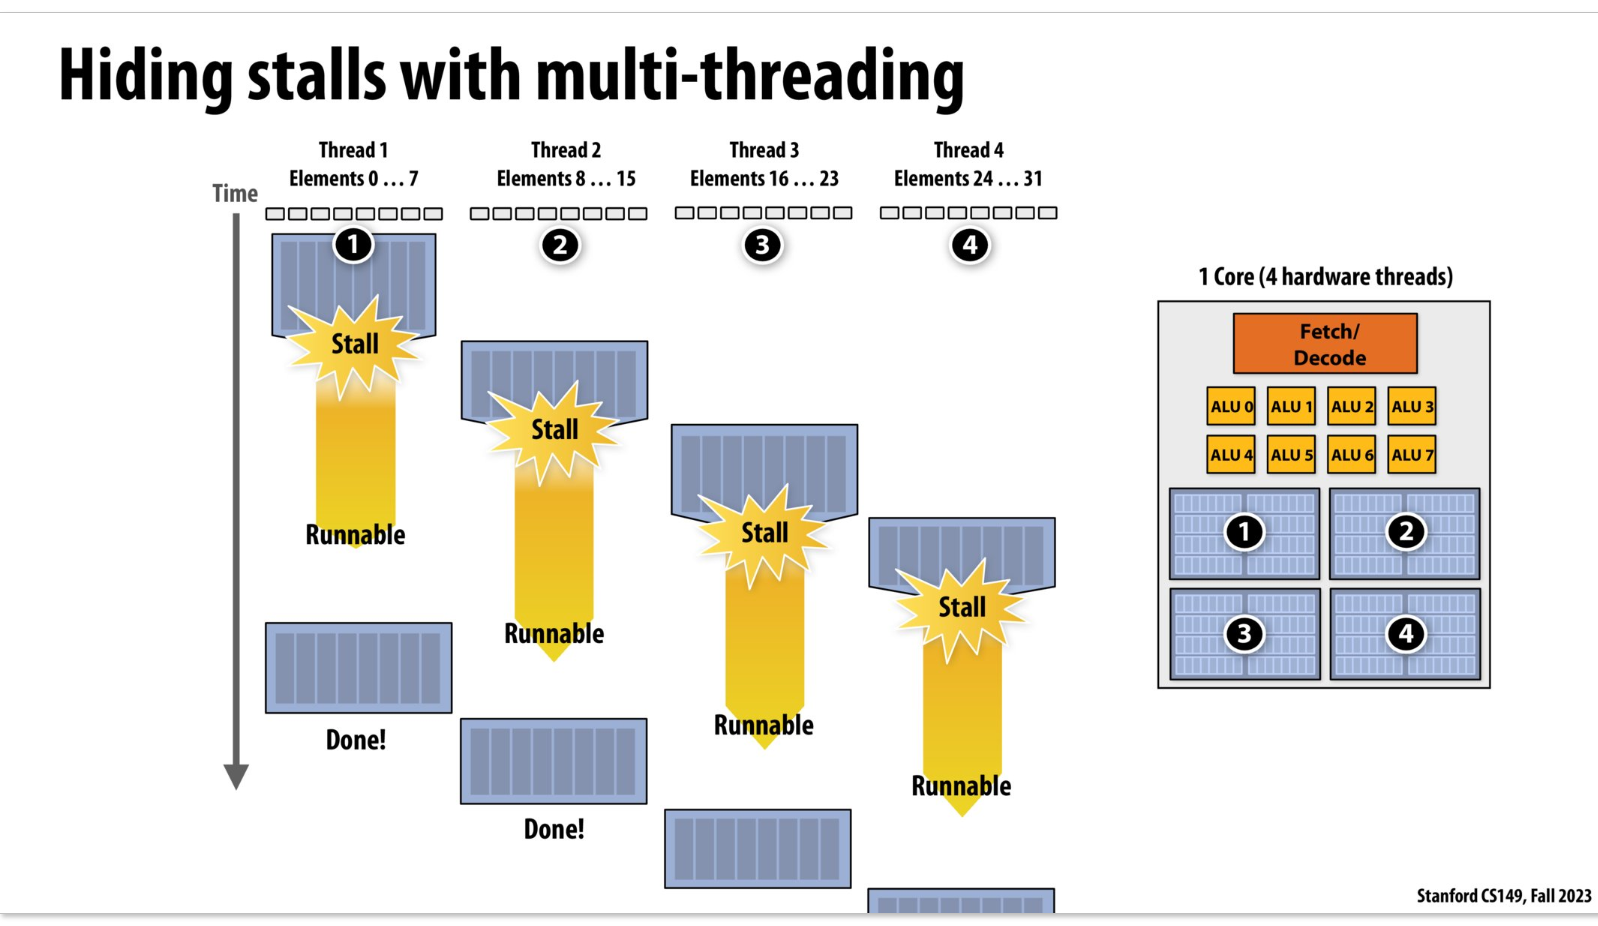 Hiding stalls with multi-threading
Time
Thread 1
Elements 0 … 7
Thread 2
Elements 8 … 15
Thread 3
Elements 16 … 23
Thread 4
Elements 24 … 31
1
2
3
4
Stall
Stall
Stall
Stall
Runnable
Runnable
Runnable
Runnable
Done!
Done!
1 Core (4 hardware threads)
Fetch/
Decode
ALU 0 ALU 1 ALU 2 ALU 3
ALU 4 ALU 5 ALU 6 ALU 7
1 2
3 4
Stanford CS149, Fall 2023